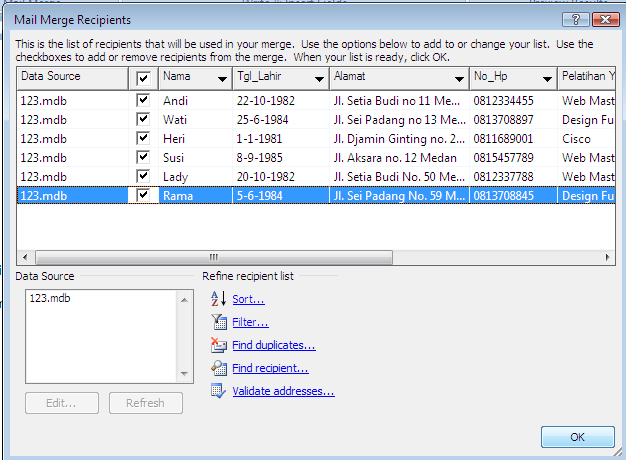 Mail Merge Recipients
This is the list of recipients that will be used in your merge. Use the options below to add to or change your list. Use the
checkboxes to add or remove recipients from the merge. When your list is ready, click OK.
Data Source Nama Tgl_Lahir Alamat No_Hp Pelatihan Y
123.mdb Andi 22-10-1982 Jl. Setia Budi no 11 Me... 0812334455 Web Mast
123.mdb Wati 25-6-1984 Jl. Sei Padang no 13 Me... 0813708897 Design Fu
123.mdb Heri 1-1-1981 Jl. Djamin Ginting no. 2... 0811689001 Cisco
123.mdb Susi 8-9-1985 Jl. Aksara no. 12 Medan 0815457789 Web Mast
123.mdb Lady 20-10-1982 Jl. Setia Budi No. 50 Me... 0812337788 Web Mast
123.mdb Rama 5-6-1984 Jl. Sei Padang No. 59 M... 0813708845 Design Fu
Data Source
123.mdb
Edit...
Refresh
Refine recipient list
Sort...
Filter...
Find duplicates...
Find recipient...
Validate addresses...
OK